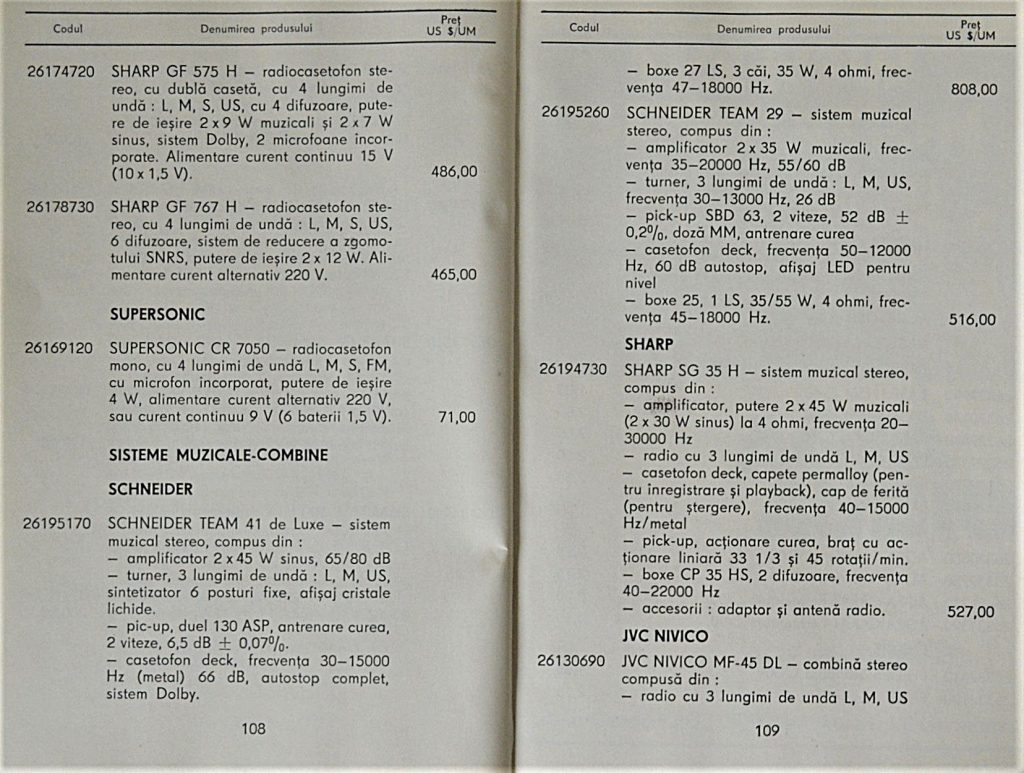 Codul Denumirea produsului Preț US $/UM
26174720 SHARP GF 575 H — radiocasetofon ste-
reo, cu dublă casetă, cu 4 lungimi de
undă : L, M, S, US, cu 4 difuzoare, pute-
re de ieșire 2 x 9 W muzicali și 2 x 7 W
sinus, sistem Dolby, 2 microfoane incor-
porate. Alimentare curent continuu 15 V
(10 x 1,5 V). 486,00
26178730 SHARP GF 767 H — radiocasetofon ste-
reo, cu 4 lungimi de undă : L, M, S, US,
6 difuzoare, sistem de reducere a zgomo-
tului SNRS, putere de ieșire 2 x 12 W. Ali-
mentare curent alternativ 220 V. 465,00
SUPERSONIC
26169120 SUPERSONIC CR 7050 — radiocasetofon
mono, cu 4 lungimi de undă L, M, S, FM,
cu microfon incorporat, putere de ieșire
4 W, alimentare curent alternativ 220 V,
sau curent continuu 9 V (6 baterii 1,5 V). 71,00
SISTEME MUZICALE-COMBINE
SCHNEIDER
26195170 SCHNEIDER TEAM 41 de Luxe — sistem
muzical stereo, compus din :
— amplificator 2 x 45 W sinus, 65/80 dB
— turner, 3 lungimi de undă : L, M, US,
sintetizator 6 posturi fixe, afișaj cristale
lichide.
— pic-up, duel 130 ASP, antrenare curea,
2 viteze, 6,5 dB ± 0,07%.
— casetofon deck, frecvența 30—15000
Hz (metal) 66 dB, autostop complet,
sistem Dolby.
108
Codul Denumirea produsului Preț US $/UM
— boxe 27 LS, 3 căi, 35 W, 4 ohmi, frec-
vența 47—18000 Hz. 808,00
26195260 SCHNEIDER TEAM 29 — sistem muzical
stereo, compus din :
— amplificator 2 x 35 W muzicali, frec-
vența 35—20000 Hz, 55/60 dB
— turner, 3 lungimi de undă : L, M, US,
frecvența 30—13000 Hz, 26 dB
— pick-up SBD 63, 2 viteze, 52 dB ±
0,2%, doză MM, antrenare curea
— casetofon deck, frecvența 50—12000
Hz, 60 dB autostop, afișaj LED pentru
nivel
— boxe 25, 1 LS, 35/55 W, 4 ohmi, frec-
vența 45—18000 Hz. 516,00
SHARP
26194730 SHARP SG 35 H — sistem muzical stereo,
compus din :
— amplificator, putere 2 x 45 W muzicali
(2 x 30 W sinus) la 4 ohmi, frecvența 20—
30000 Hz
— radio cu 3 lungimi de undă L, M, US
— casetofon deck, capete permalloy (pen-
tru inregistrare și playback), cap de ferită
(pentru ștergere), frecvența 40—15000
Hz/metal
— pick-up, acționare curea, braț cu ac-
ționare liniară 33 1/3 și 45 rotații/min.
— boxe CP 35 HS, 2 difuzoare, frecvența
40—22000 Hz
— accesorii : adaptor și antenă radio. 527,00
JVC NIVICO
26130690 JVC NIVICO MF-45 DL — combină stereo
compusă din :
— radio cu 3 lungimi de undă L, M, US
109